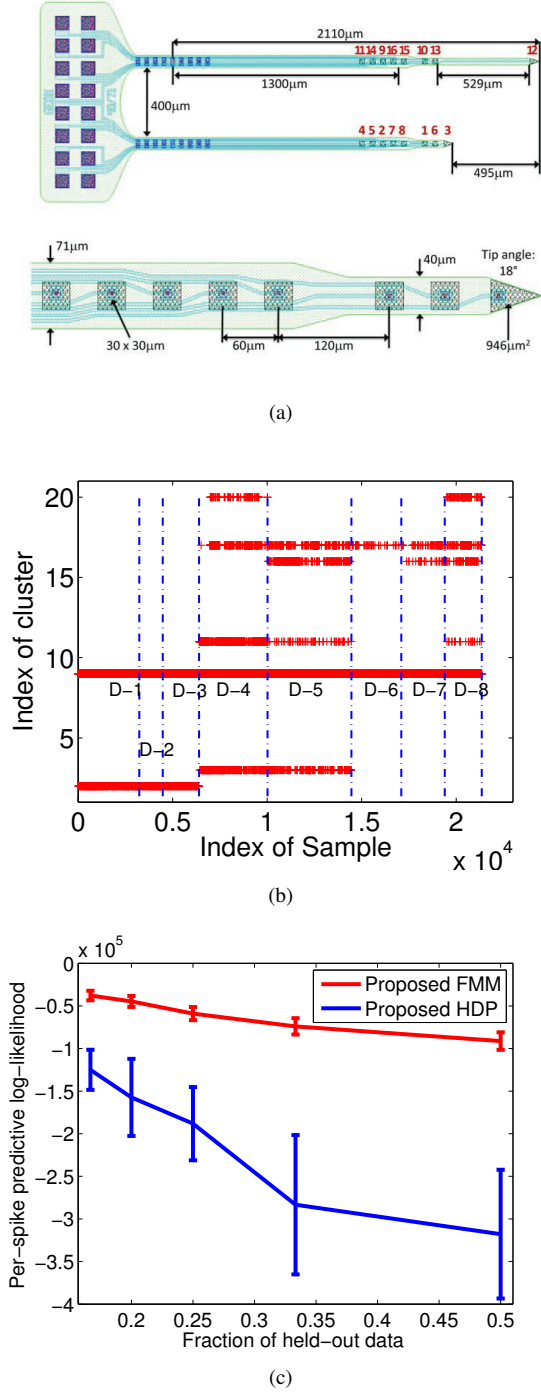 2110µm
11 14 9 16 15 10 13 12
1300µm
529µm
400µm
4 5 2 7 8 1 6 3
495µm
71µm
40µm
Tip angle:
18°
30 x 30µm
60µm
120µm
946µm²
(a)
20
15
10
5
Index of cluster
D−1
D−2
D−3
D−4
D−5
D−6
D−7
D−8
0
0.5
1
1.5
2
Index of Sample
x 10⁴
(b)
x 10⁵
0
−0.5
−1
−1.5
−2
−2.5
−3
−3.5
−4
Per−spike predictive log−likelihood
Proposed FMM
Proposed HDP
0.2
0.25
0.3
0.35
0.4
0.45
0.5
Fraction of held−out data
(c)